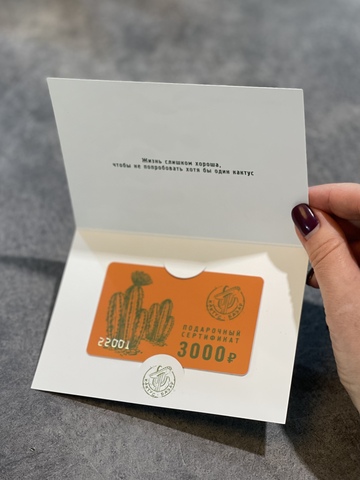 Жизнь слишком хороша,
чтобы не попробовать хотя бы один кактус
ПОДАРОЧНЫЙ
СЕРТИФИКАТ
3000₽
22001